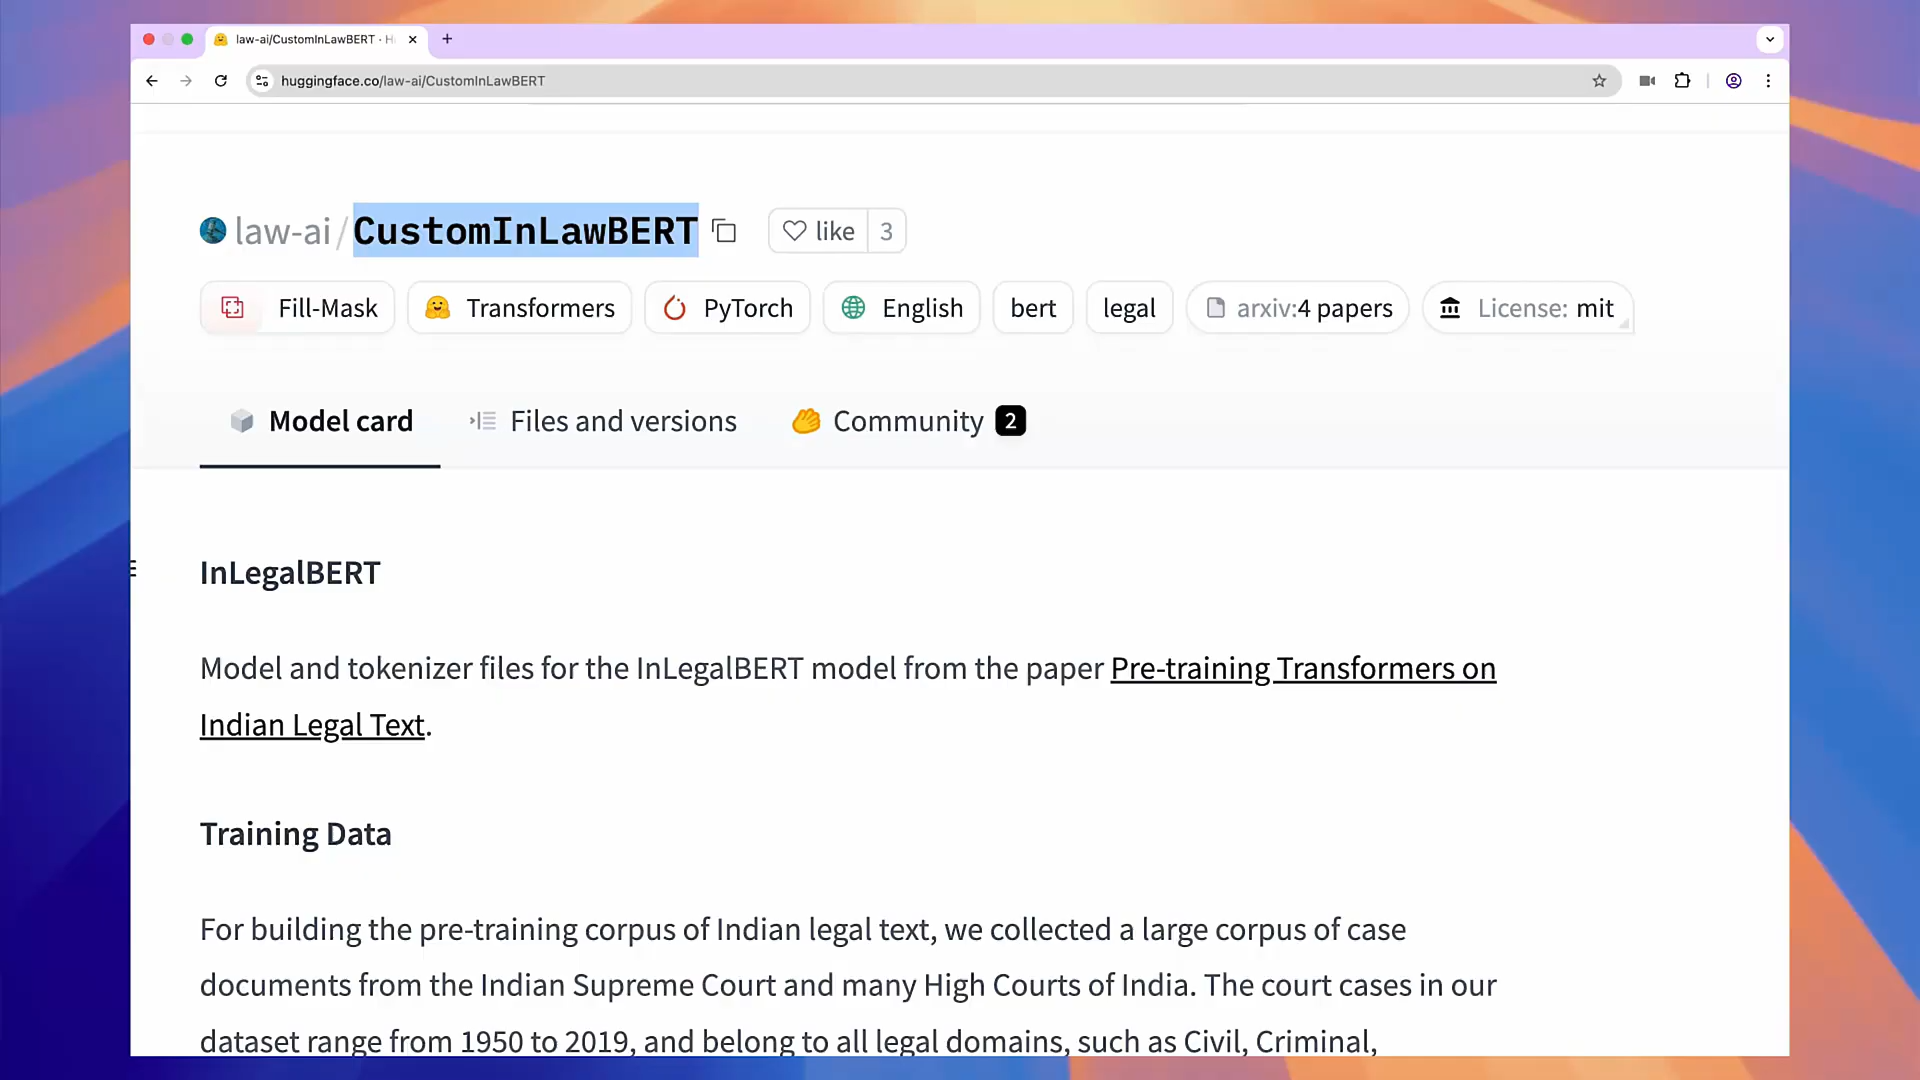 law-ai/CustomInLawBERT · H
huggingface.co/law-ai/CustomInLawBERT
law-ai/CustomInLawBERT like 3
Fill-Mask Transformers PyTorch English bert legal arxiv:4 papers License: mit
Model card Files and versions Community 2
InLegalBERT
Model and tokenizer files for the InLegalBERT model from the paper Pre-training Transformers on
Indian Legal Text.
Training Data
For building the pre-training corpus of Indian legal text, we collected a large corpus of case
documents from the Indian Supreme Court and many High Courts of India. The court cases in our
dataset range from 1950 to 2019, and belong to all legal domains, such as Civil, Criminal,